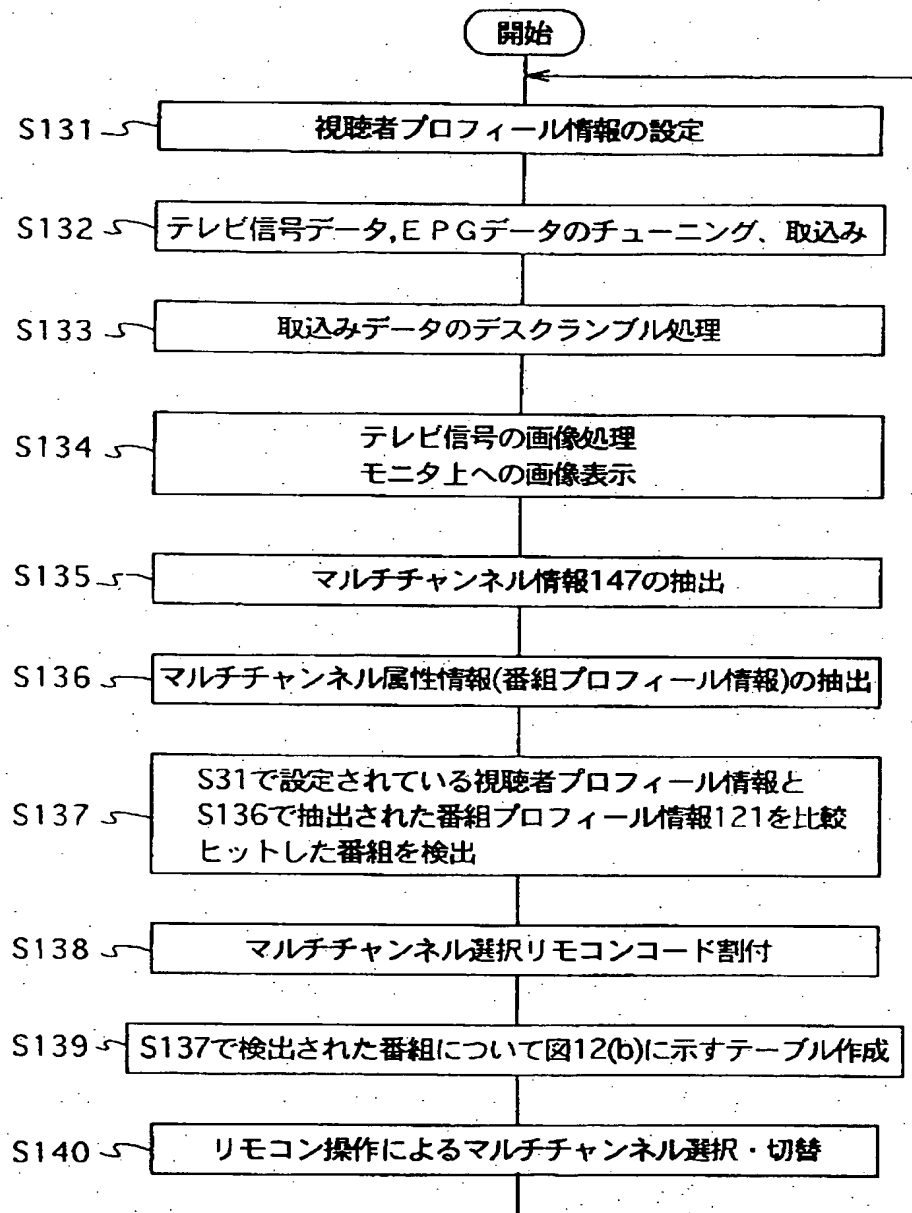 開始
S131
視聴者プロフィール情報の設定
S132
テレビ信号データ,EPGデータのチューニング、取込み
S133
取込みデータのデスクランブル処理
S134
テレビ信号の画像処理
モニタ上への画像表示
S135
マルチチャンネル情報147の抽出
S136
マルチチャンネル属性情報(番組プロフィール情報)の抽出
S137
S31で設定されている視聴者プロフィール情報と
S136で抽出された番組プロフィール情報121を比較
ヒットした番組を検出
S138
マルチチャンネル選択リモコンコード割付
S139
S137で検出された番組について図12(b)に示すテーブル作成
S140
リモコン操作によるマルチチャンネル選択・切替